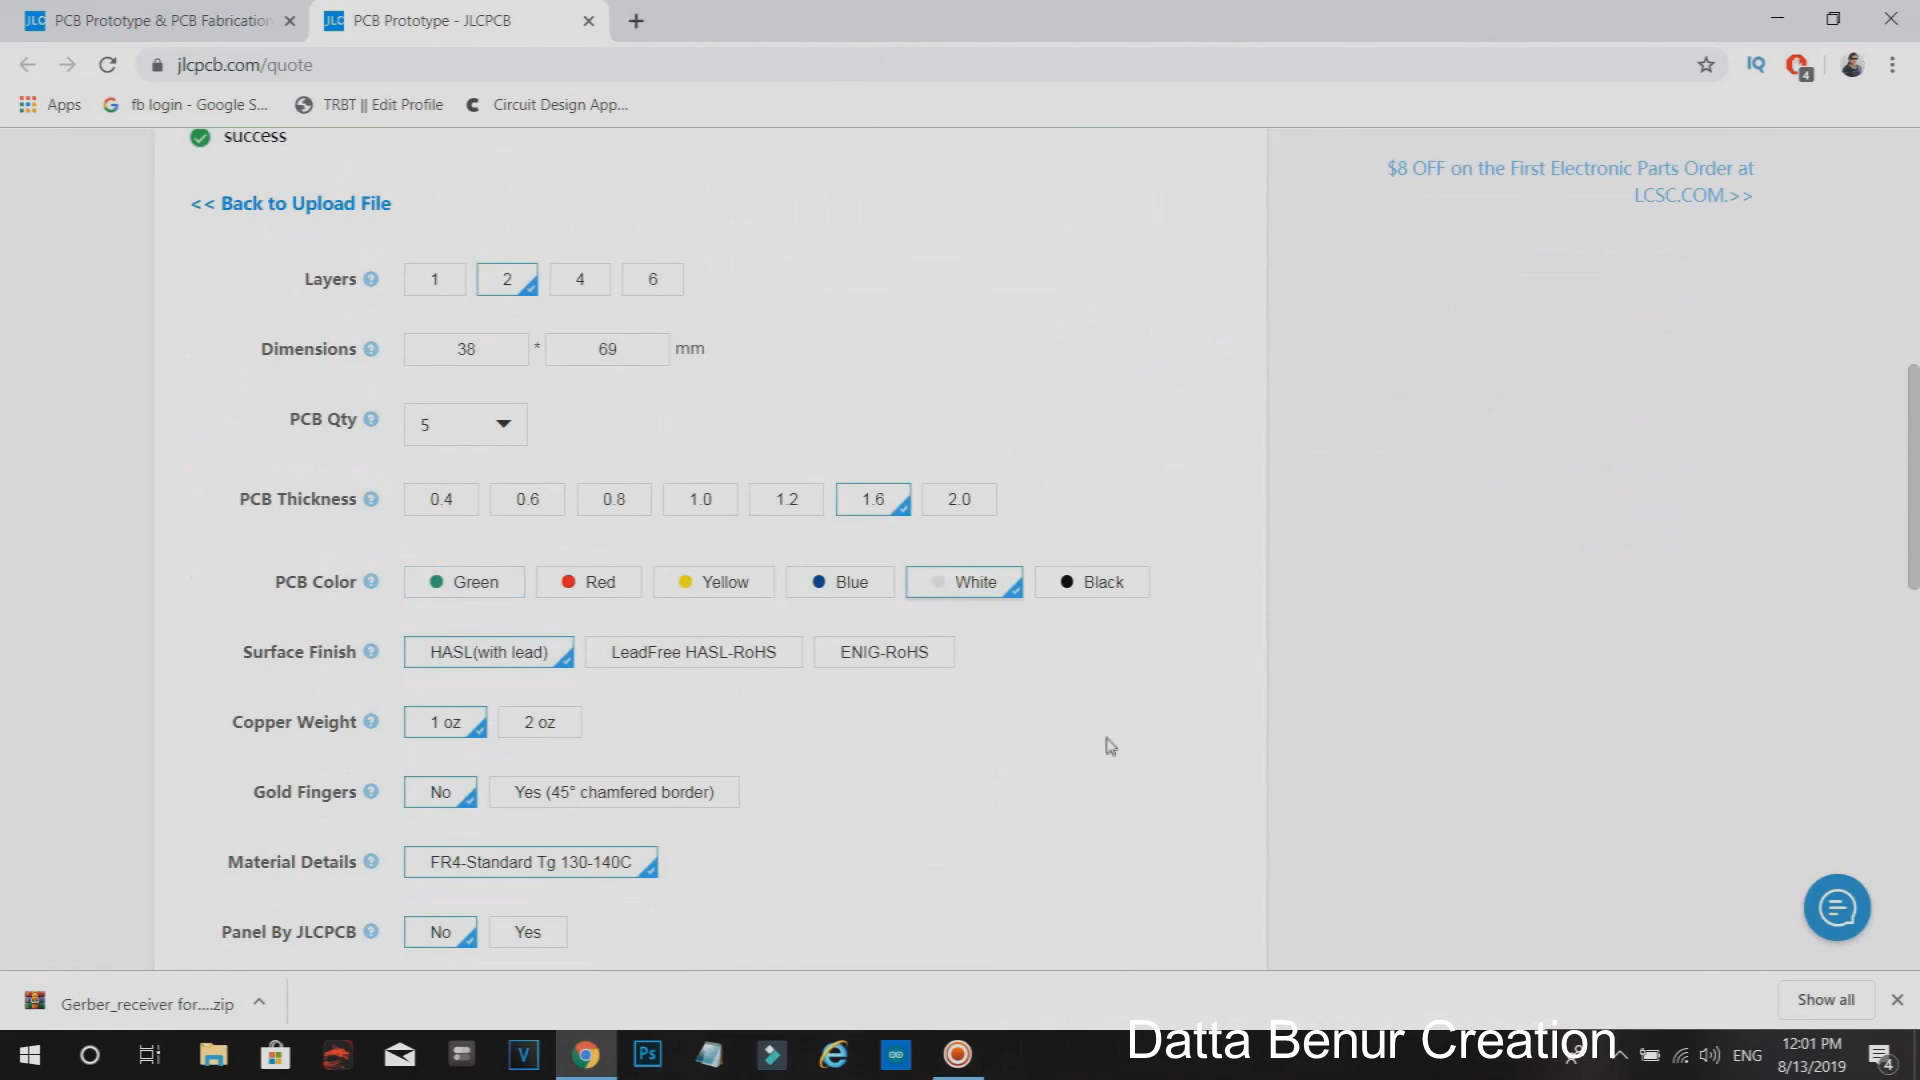 JLC PCB Prototype & PCB Fabrication
JLC PCB Prototype - JLCPCB
jlcpcb.com/quote
IQ
4
Apps
fb login - Google S...
TRBT || Edit Profile
Circuit Design App...
success
<< Back to Upload File
$8 OFF on the First Electronic Parts Order at
LCSC.COM.>>
Layers 1 2 4 6
Dimensions 38 * 69 mm
PCB Qty 5
PCB Thickness 0.4 0.6 0.8 1.0 1.2 1.6 2.0
PCB Color Green Red Yellow Blue White Black
Surface Finish HASL(with lead) LeadFree HASL-RoHS ENIG-RoHS
Copper Weight 1 oz 2 oz
Gold Fingers No Yes (45° chamfered border)
Material Details FR4-Standard Tg 130-140C
Panel By JLCPCB No Yes
Gerber_receiver for....zip
Show all
Datta Benur Creation
V
Ps
ENG
12:01 PM
8/13/2019
4